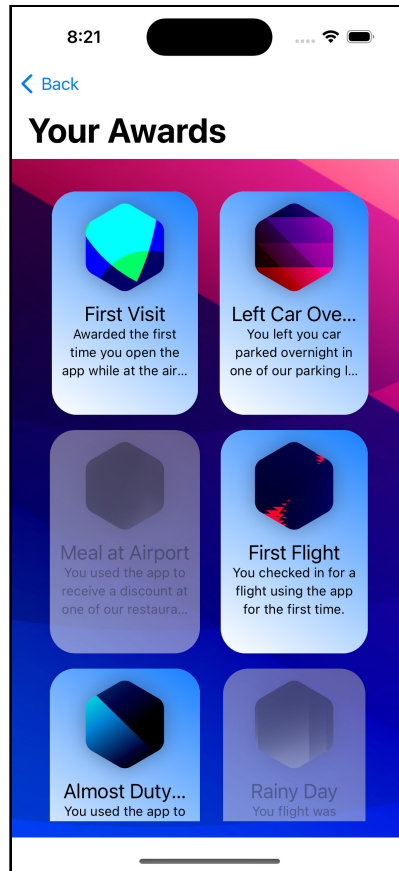 8:21
Back
Your Awards
First Visit
Awarded the first
time you open the
app while at the air...
Left Car Ove...
You left you car
parked overnight in
one of our parking l...
Meal at Airport
You used the app to
receive a discount at
one of our restaura...
First Flight
You checked in for a
flight using the app
for the first time.
Almost Duty...
You used the app to
Rainy Day
You flight was